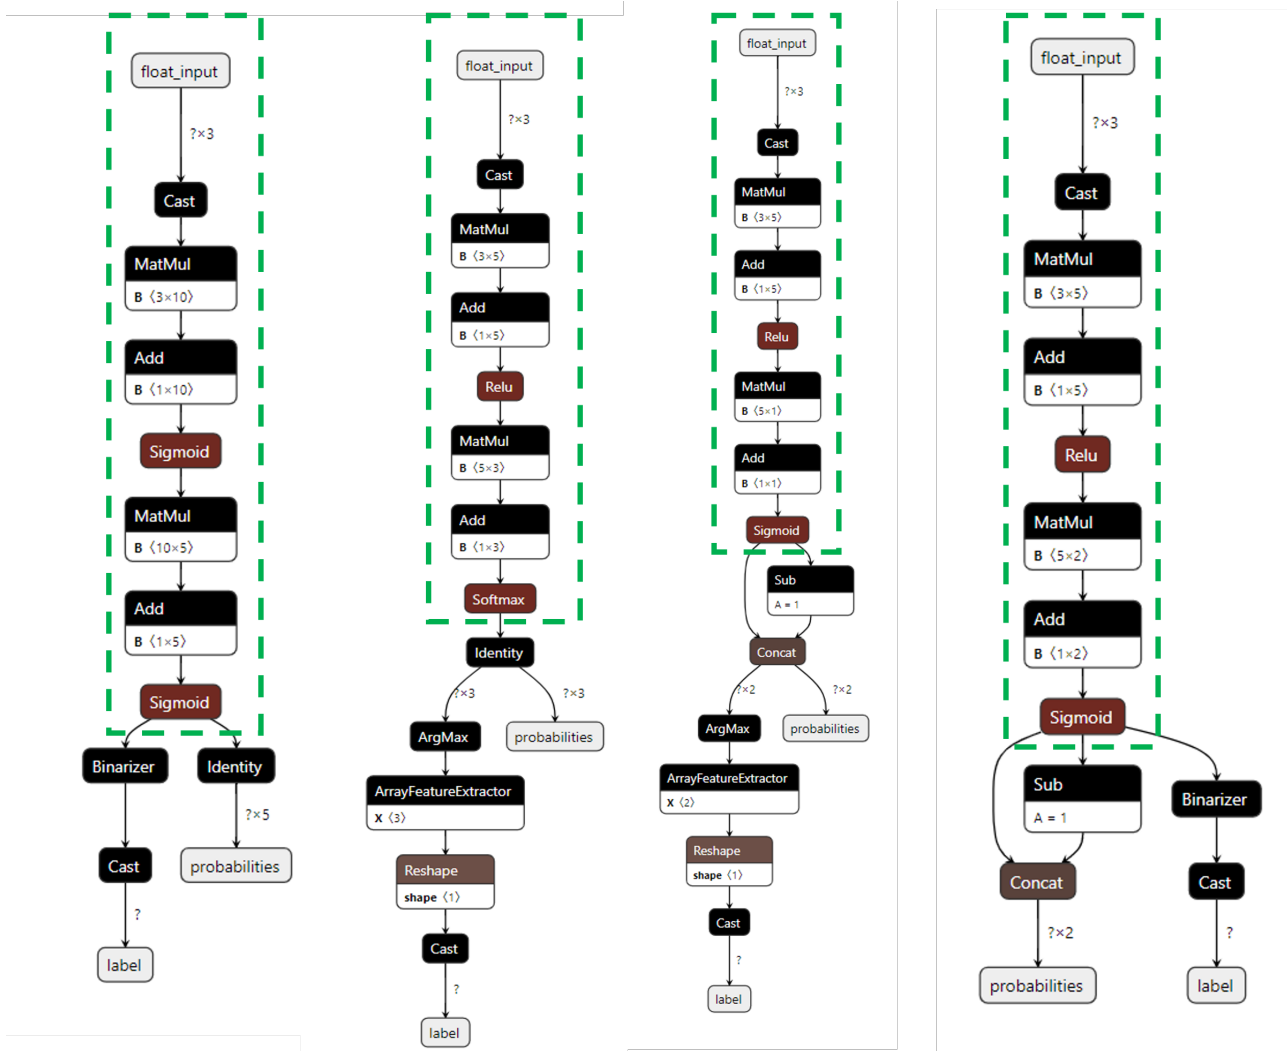 float_input
?×3
Cast
MatMul
B ⟨3×10⟩
Add
B ⟨1×10⟩
Sigmoid
MatMul
B ⟨10×5⟩
Add
B ⟨1×5⟩
Sigmoid
Binarizer
Identity
?×5
Cast
probabilities
?
label
float_input
?×3
Cast
MatMul
B ⟨3×5⟩
Add
B ⟨1×5⟩
Relu
MatMul
B ⟨5×3⟩
Add
B ⟨1×3⟩
Softmax
Identity
?×3
?×3
ArgMax
probabilities
ArrayFeatureExtractor
X ⟨3⟩
Reshape
shape ⟨1⟩
Cast
?
label
float_input
?×3
Cast
MatMul
B ⟨3×5⟩
Add
B ⟨1×5⟩
Relu
MatMul
B ⟨5×1⟩
Add
B ⟨1×1⟩
Sigmoid
Sub
A = 1
Concat
?×2
?×2
ArgMax
probabilities
ArrayFeatureExtractor
X ⟨2⟩
Reshape
shape ⟨1⟩
Cast
?
label
float_input
?×3
Cast
MatMul
B ⟨3×5⟩
Add
B ⟨1×5⟩
Relu
MatMul
B ⟨5×2⟩
Add
B ⟨1×2⟩
Sigmoid
Sub
A = 1
Binarizer
Concat
Cast
?×2
?
probabilities
label